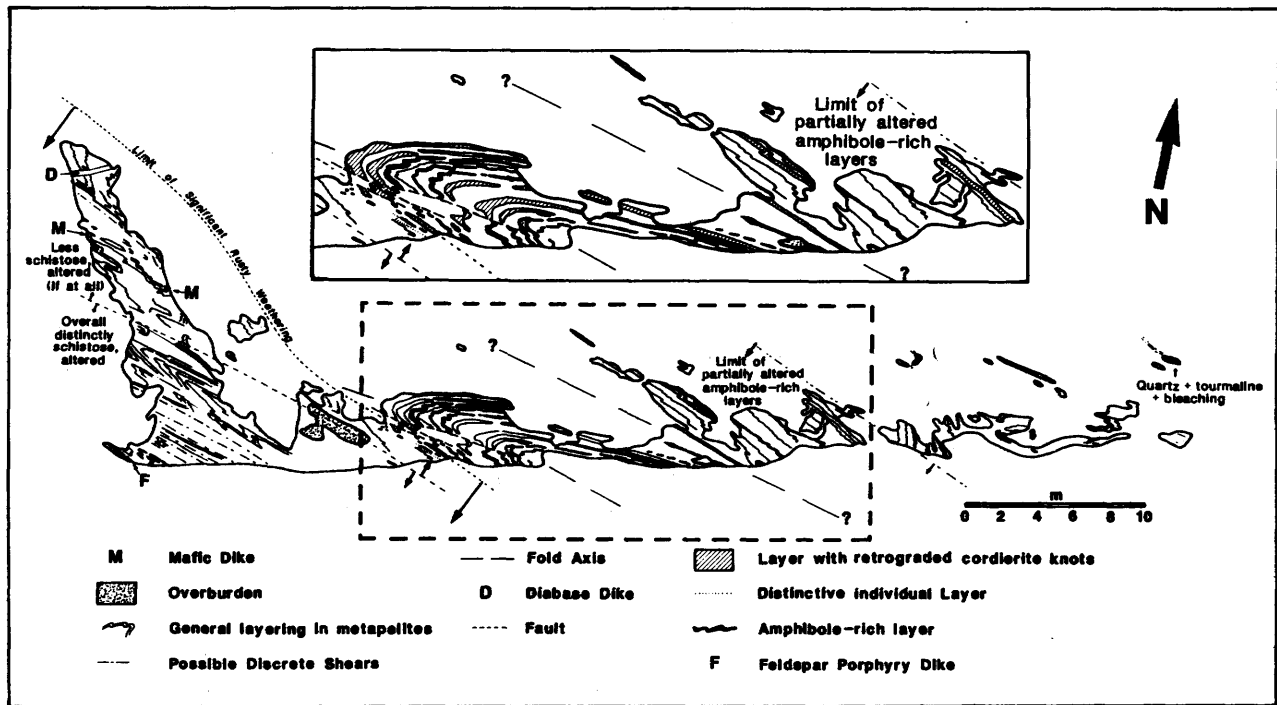 ?
Limit of
partially altered
amphibole-rich
layers
?
N
Limit of Significant Rusty Weathering
D
M
Less
schistose,
altered
(if at all)
M
Overall
distinctly
schistose,
altered
F
?
Limit of
partially altered
amphibole-rich
layers
?
Quartz + tourmaline
+ bleaching
m
0 2 4 6 8 10
M Mafic Dike
Overburden
General layering in metapelites
Possible Discrete Shears
Fold Axis
D Diabase Dike
Fault
Layer with retrograded cordierite knots
Distinctive individual Layer
Amphibole-rich layer
F Feldspar Porphyry Dike